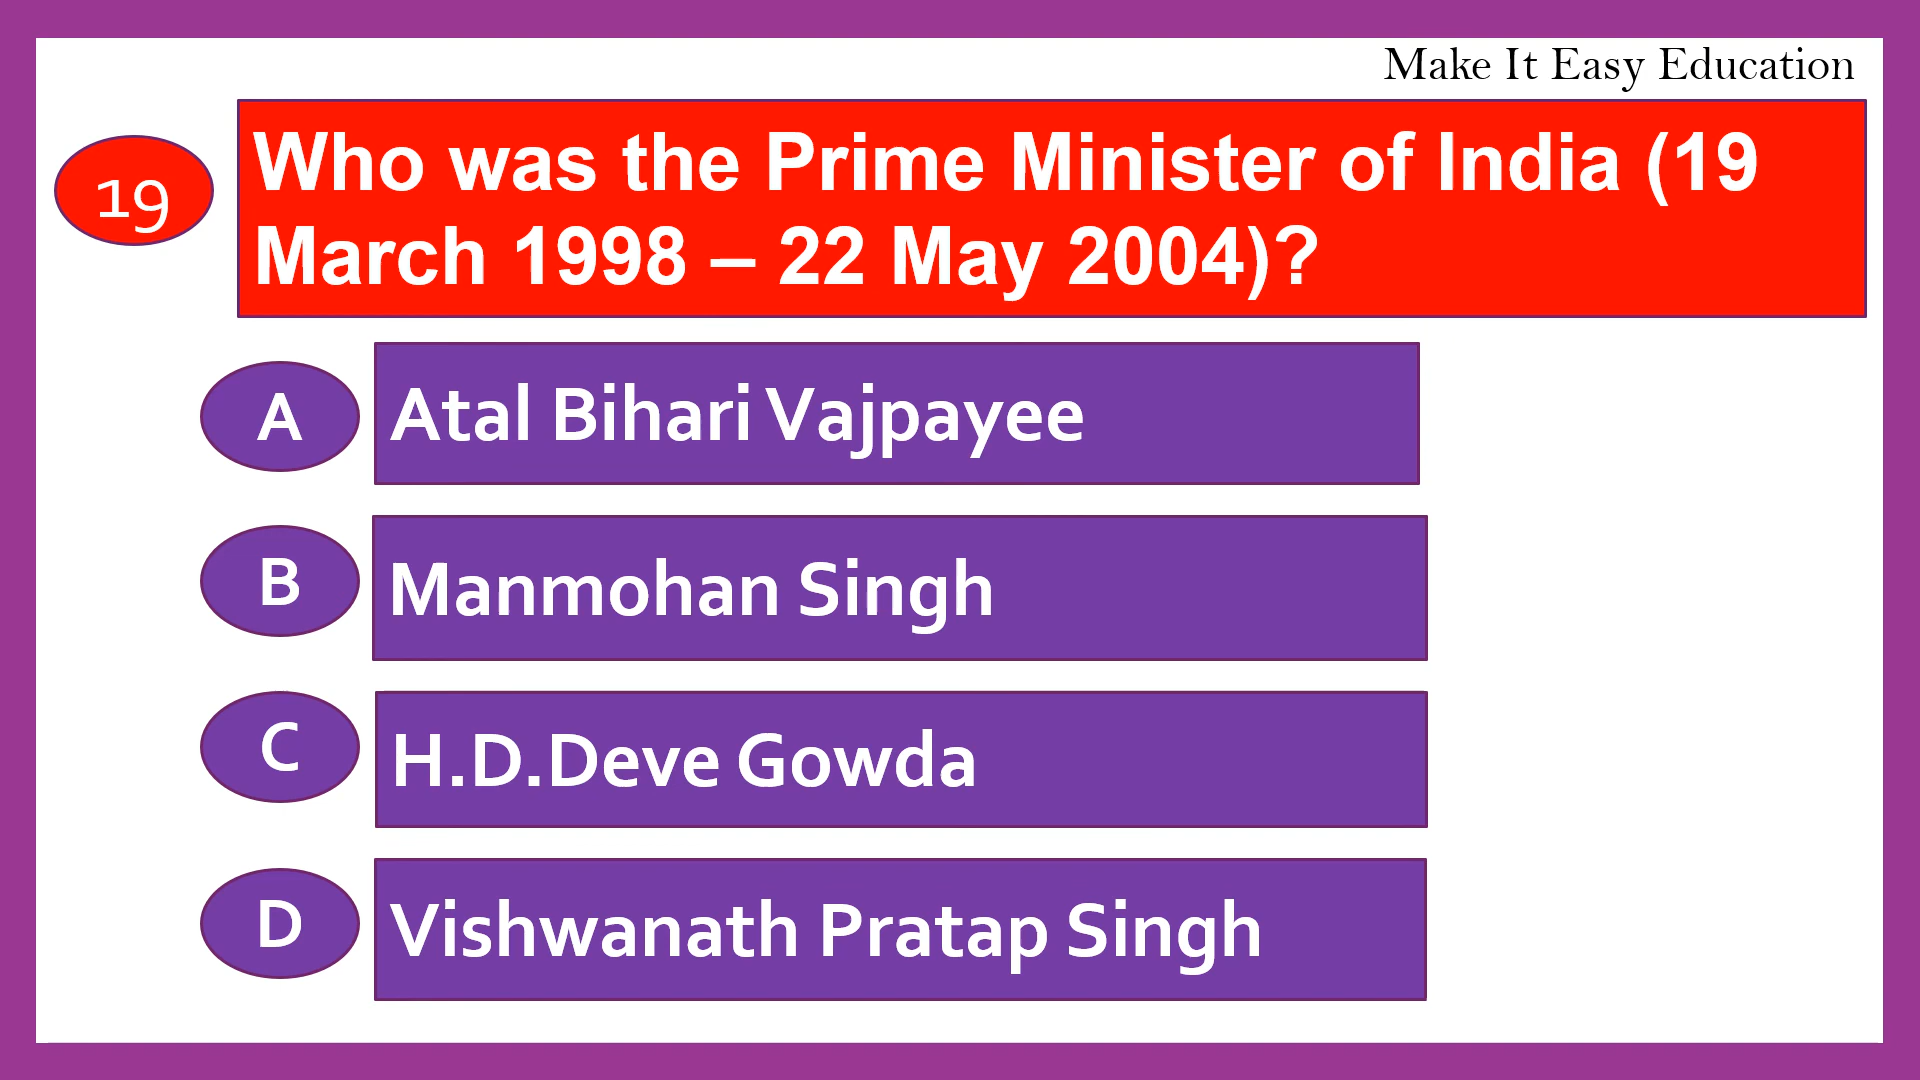 Make It Easy Education
19
Who was the Prime Minister of India (19
March 1998 – 22 May 2004)?
A
Atal Bihari Vajpayee
B
Manmohan Singh
C
H.D.Deve Gowda
D
Vishwanath Pratap Singh